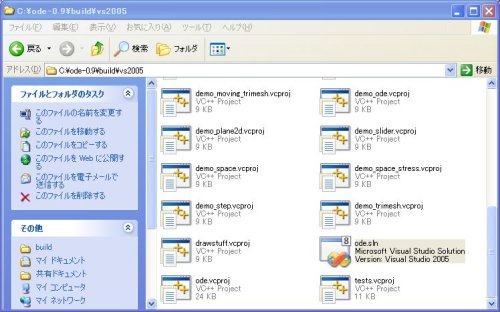 C:¥ode-0.9¥build¥vs2005
ファイル(F) 編集(E) 表示(V) お気に入り(A) ツール(T) ヘルプ(H)
戻る 検索 フォルダ
アドレス(D) C:¥ode-0.9¥build¥vs2005 移動
ファイルとフォルダのタスク
このファイルの名前を変更する
このファイルを移動する
このファイルをコピーする
このファイルを Web に公開する
このファイルを電子メールで送信する
このファイルを削除する
その他
build
マイ ドキュメント
共有ドキュメント
マイ コンピュータ
マイ ネットワーク
demo_moving_trimesh.vcproj
VC++ Project
9 KB
demo_ode.vcproj
VC++ Project
9 KB
demo_plane2d.vcproj
VC++ Project
9 KB
demo_slider.vcproj
VC++ Project
9 KB
demo_space.vcproj
VC++ Project
9 KB
demo_space_stress.vcproj
VC++ Project
9 KB
demo_step.vcproj
VC++ Project
9 KB
demo_trimesh.vcproj
VC++ Project
9 KB
drawstuff.vcproj
VC++ Project
9 KB
8
ode.sln
Microsoft Visual Studio Solution
Version: Visual Studio 2005
ode.vcproj
VC++ Project
24 KB
tests.vcproj
VC++ Project
11 KB